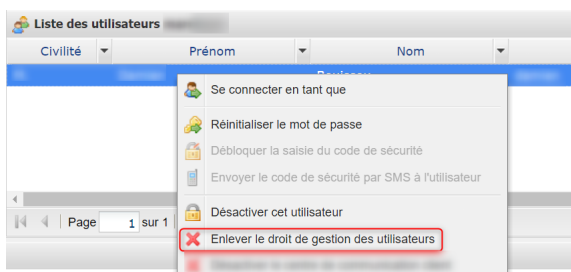 Liste des utilisateurs
Civilité Prénom Nom
Se connecter en tant que
Réinitialiser le mot de passe
Débloquer la saisie du code de sécurité
Envoyer le code de sécurité par SMS à l'utilisateur
Désactiver cet utilisateur
Page 1 sur 1
Enlever le droit de gestion des utilisateurs